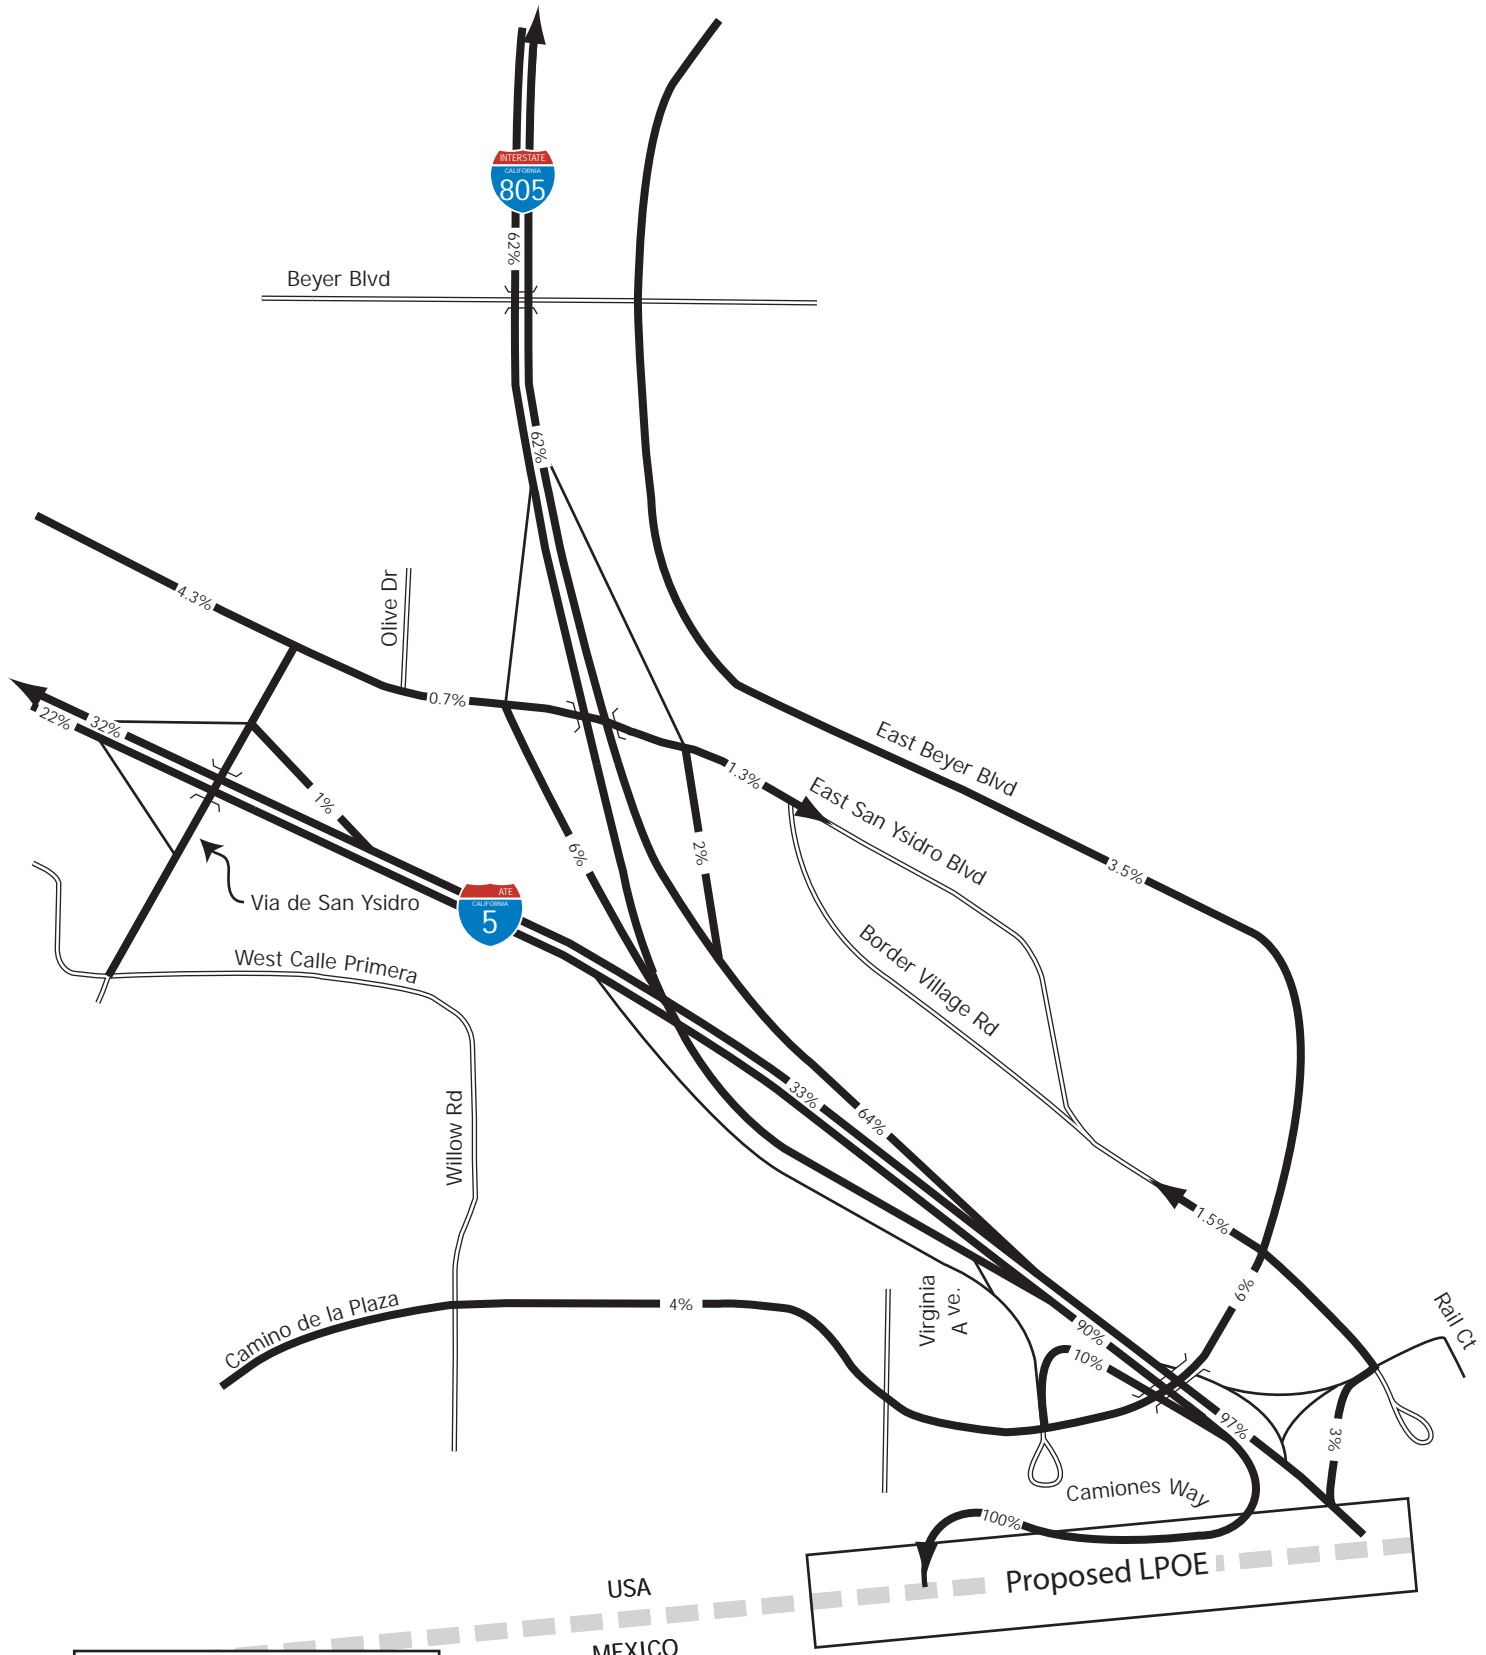 INTERSTATE
CALIFORNIA
805
62%
Beyer Blvd
62%
4.3%
Olive Dr
0.7%
22%
32%
1%
1.3%
East Beyer Blvd
East San Ysidro Blvd
6%
2%
3.5%
Via de San Ysidro
ATE
CALIFORNIA
5
Border Village Rd
West Calle Primera
Willow Rd
33%
64%
1.5%
Camino de la Plaza
4%
Virginia
A ve.
6%
Rail Ct
90%
10%
97%
3%
Camiones Way
100%
Proposed LPOE
USA
MEXICO